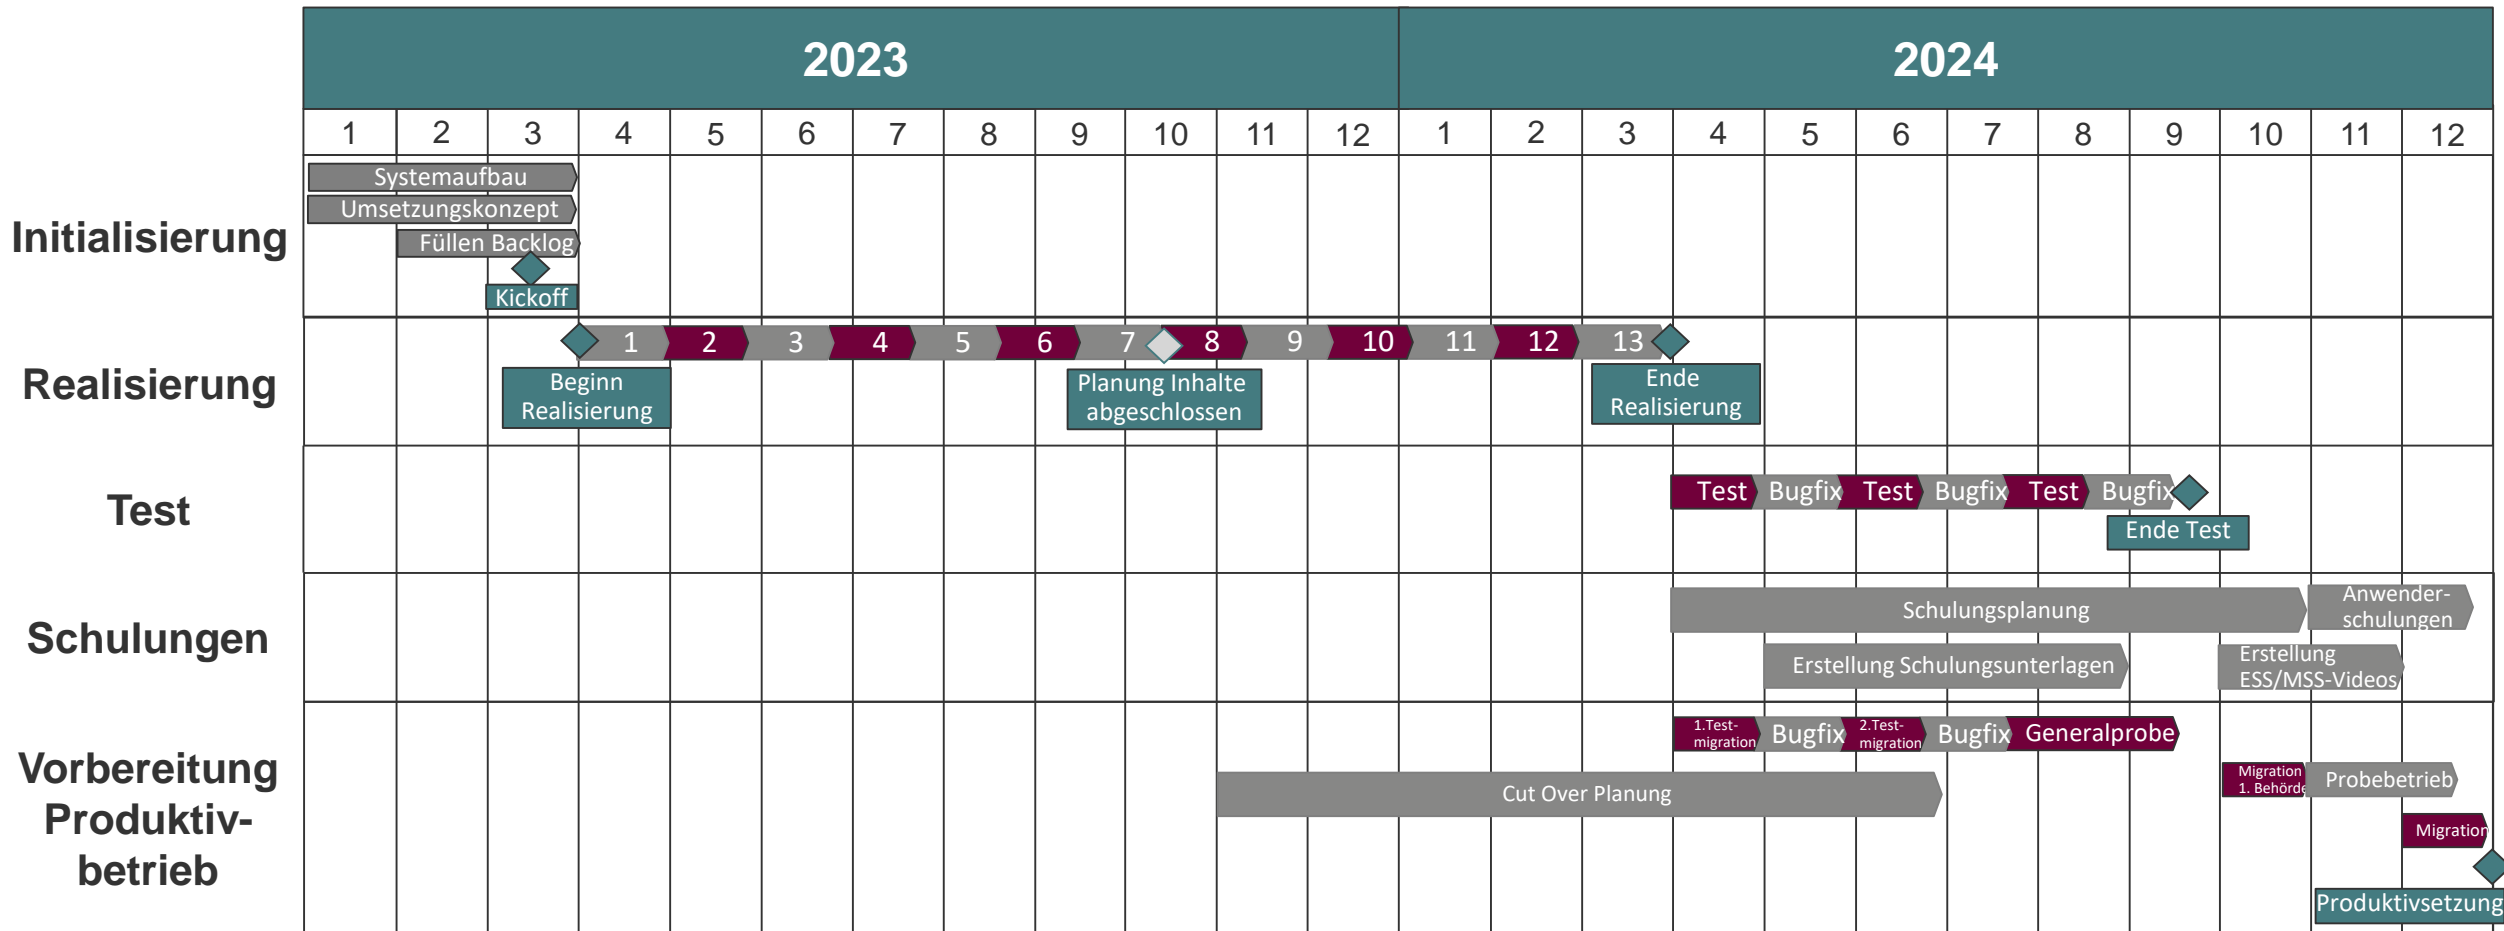 2023 2024
1 2 3 4 5 6 7 8 9 10 11 12 1 2 3 4 5 6 7 8 9 10 11 12
Initialisierung
Systemaufbau
Umsetzungskonzept
Füllen Backlog
Kickoff
Realisierung
1 2 3 4 5 6 7 8 9 10 11 12 13
Beginn
Realisierung
Planung Inhalte
abgeschlossen
Ende
Realisierung
Test
Test Bugfix Test Bugfix Test Bugfix
Ende Test
Schulungen
Schulungsplanung
Anwender-
schulungen
Erstellung Schulungsunterlagen
Erstellung
ESS/MSS-Videos
Vorbereitung
Produktiv-
betrieb
1.Test-
migration
Bugfix
2.Test-
migration
Bugfix
Generalprobe
Cut Over Planung
Migration
1. Behörde
Probebetrieb
Migration
Produktivsetzung